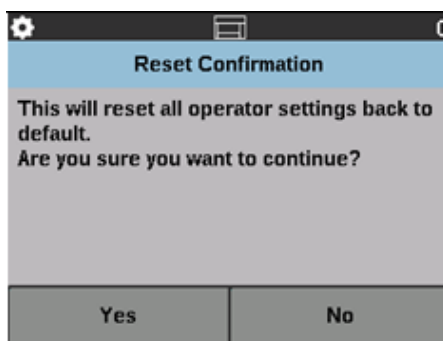 Reset Confirmation
This will reset all operator settings back to
default.
Are you sure you want to continue?
Yes
No